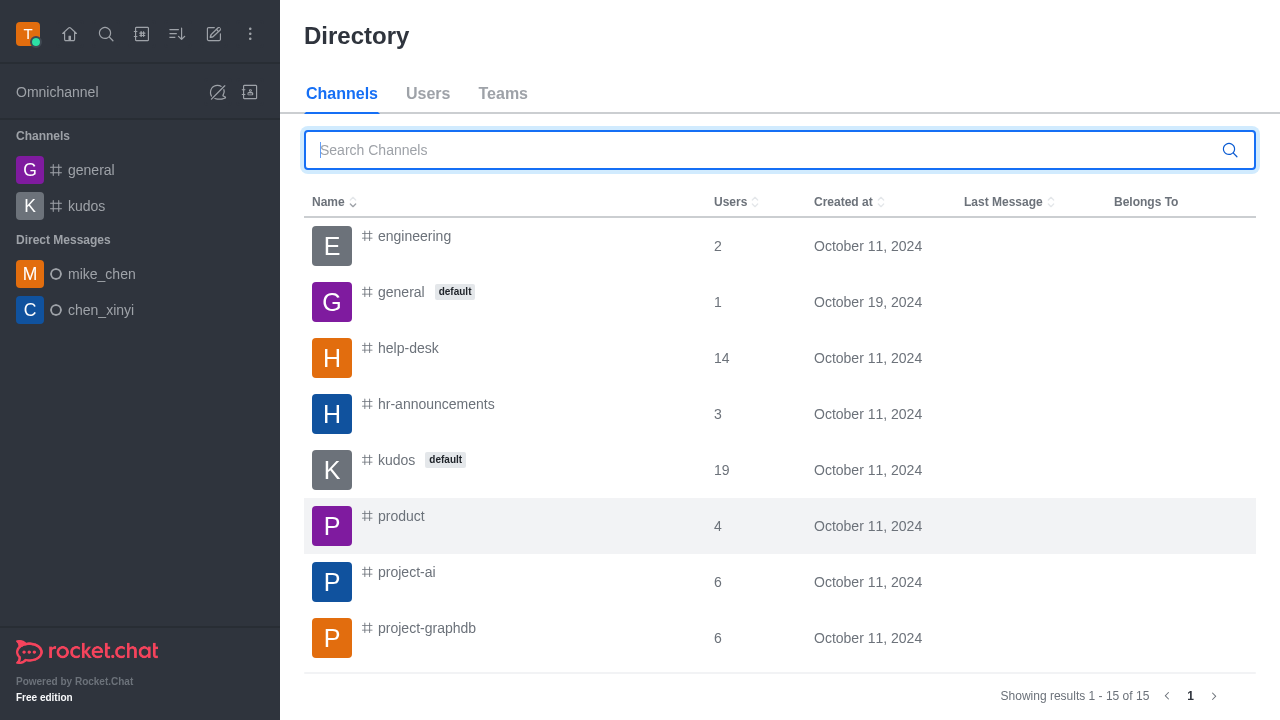 T
Directory
Omnichannel
Channels Users Teams
Channels
G general
K kudos
Direct Messages
M mike_chen
C chen_xinyi
Search Channels
Name Users Created at Last Message Belongs To
E engineering 2 October 11, 2024
G general default 1 October 19, 2024
H help-desk 14 October 11, 2024
H hr-announcements 3 October 11, 2024
K kudos default 19 October 11, 2024
P product 4 October 11, 2024
P project-ai 6 October 11, 2024
P project-graphdb 6 October 11, 2024
rocket.chat
Powered by Rocket.Chat
Free edition
Showing results 1 - 15 of 15 1